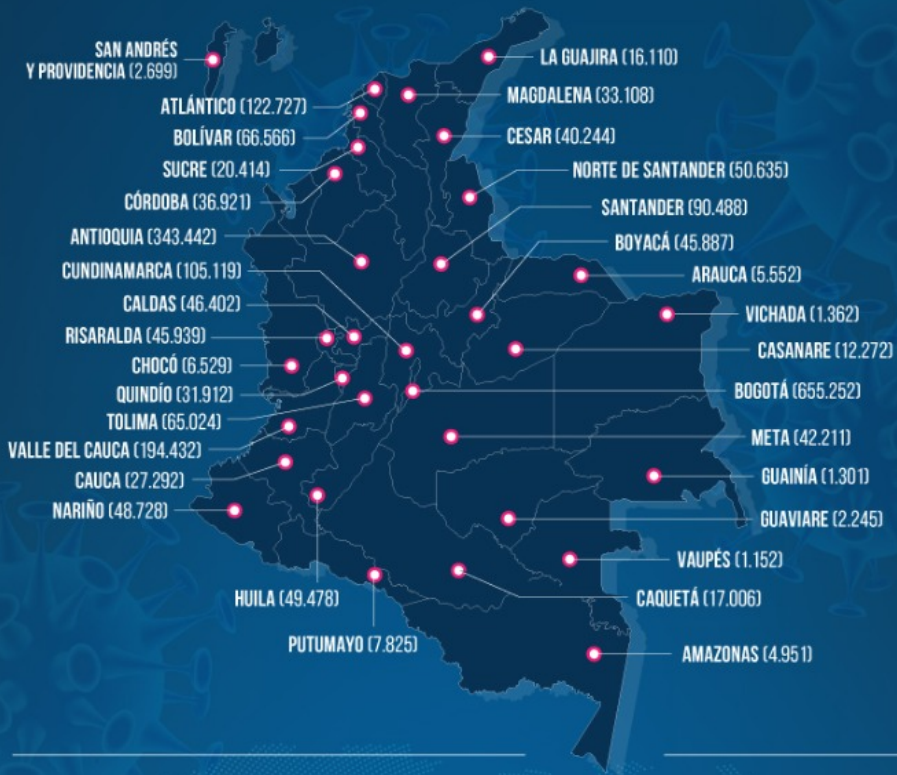 SAN ANDRÉS
Y PROVIDENCIA (2.699)
ATLÁNTICO (122.727)
BOLÍVAR (66.566)
SUCRE (20.414)
CÓRDOBA (36.921)
ANTIOQUIA (343.442)
CUNDINAMARCA (105.119)
CALDAS (46.402)
RISARALDA (45.939)
CHOCÓ (6.529)
QUINDÍO (31.912)
TOLIMA (65.024)
VALLE DEL CAUCA (194.432)
CAUCA (27.292)
NARIÑO (48.728)
HUILA (49.478)
PUTUMAYO (7.825)
LA GUAJIRA (16.110)
MAGDALENA (33.108)
CESAR (40.244)
NORTE DE SANTANDER (50.635)
SANTANDER (90.488)
BOYACÁ (45.887)
ARAUCA (5.552)
VICHADA (1.362)
CASANARE (12.272)
BOGOTÁ (655.252)
META (42.211)
GUAINÍA (1.301)
GUAVIARE (2.245)
VAUPÉS (1.152)
CAQUETÁ (17.006)
AMAZONAS (4.951)